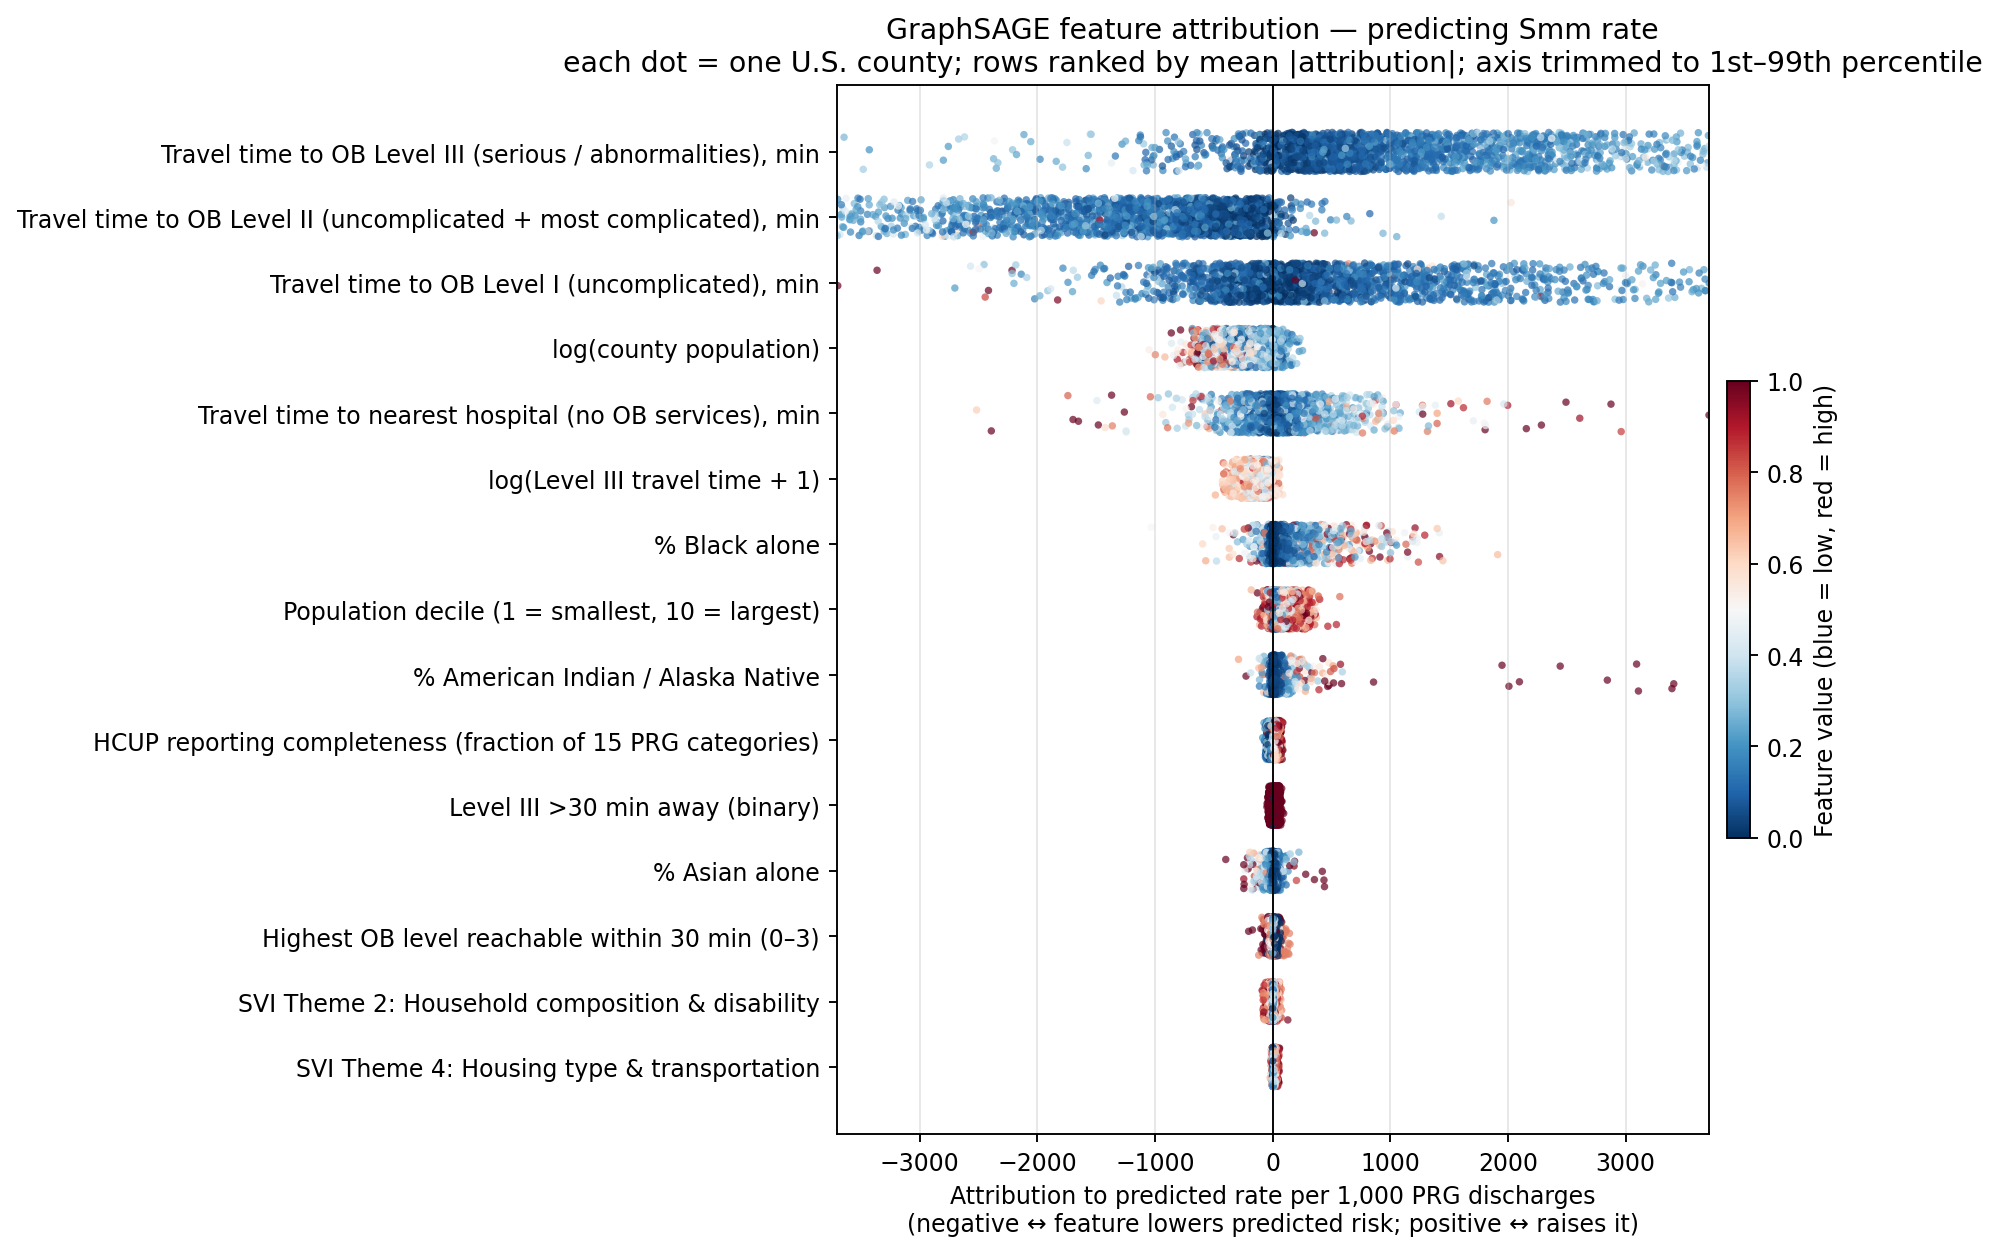 GraphSAGE feature attribution — predicting Smm rate
each dot = one U.S. county; rows ranked by mean |attribution|; axis trimmed to 1st–99th percentile
Travel time to OB Level III (serious / abnormalities), min
Travel time to OB Level II (uncomplicated + most complicated), min
Travel time to OB Level I (uncomplicated), min
log(county population)
Travel time to nearest hospital (no OB services), min
log(Level III travel time + 1)
% Black alone
Population decile (1 = smallest, 10 = largest)
% American Indian / Alaska Native
HCUP reporting completeness (fraction of 15 PRG categories)
Level III >30 min away (binary)
% Asian alone
Highest OB level reachable within 30 min (0–3)
SVI Theme 2: Household composition & disability
SVI Theme 4: Housing type & transportation
−3000 −2000 −1000 0 1000 2000 3000
Attribution to predicted rate per 1,000 PRG discharges
(negative ↔ feature lowers predicted risk; positive ↔ raises it)
1.0
0.8
0.6
0.4
0.2
0.0
Feature value (blue = low, red = high)